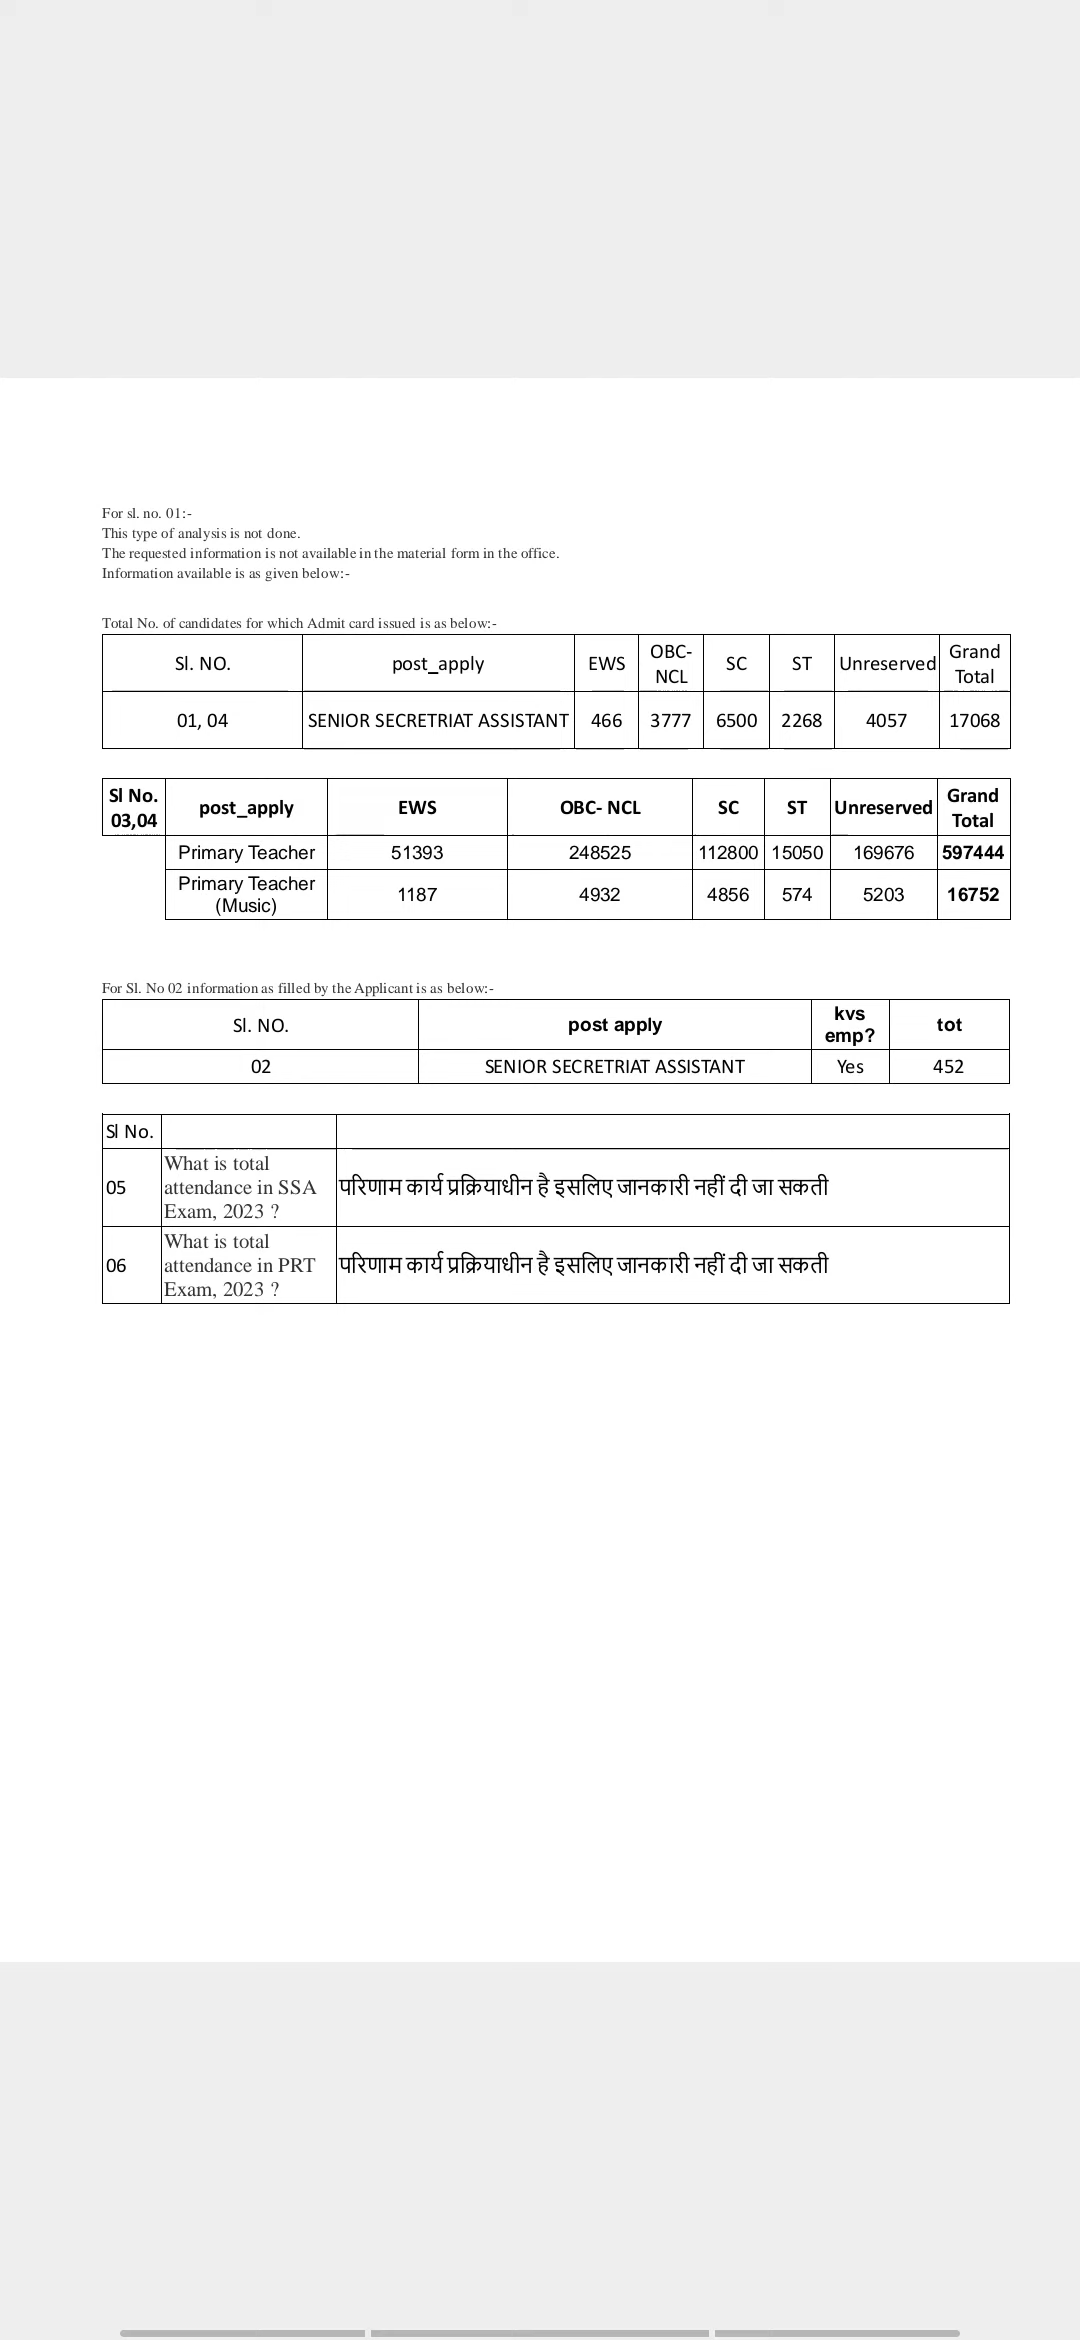 For sl. no. 01:-
This type of analysis is not done.
The requested information is not available in the material form in the office.
Information available is as given below:-
Total No. of candidates for which Admit card issued is as below:-
Sl. NO. post_apply EWS OBC- NCL SC ST Unreserved Grand Total
01, 04 SENIOR SECRETRIAT ASSISTANT 466 3777 6500 2268 4057 17068
Sl No. 03,04 post_apply EWS OBC- NCL SC ST Unreserved Grand Total
Primary Teacher 51393 248525 112800 15050 169676 597444
Primary Teacher (Music) 1187 4932 4856 574 5203 16752
For Sl. No 02 information as filled by the Applicant is as below:-
Sl. NO. post apply kvs emp? tot
02 SENIOR SECRETRIAT ASSISTANT Yes 452
Sl No.
05 What is total attendance in SSA Exam, 2023 ? परिणाम कार्य प्रक्रियाधीन है इसलिए जानकारी नहीं दी जा सकती
06 What is total attendance in PRT Exam, 2023 ? परिणाम कार्य प्रक्रियाधीन है इसलिए जानकारी नहीं दी जा सकती